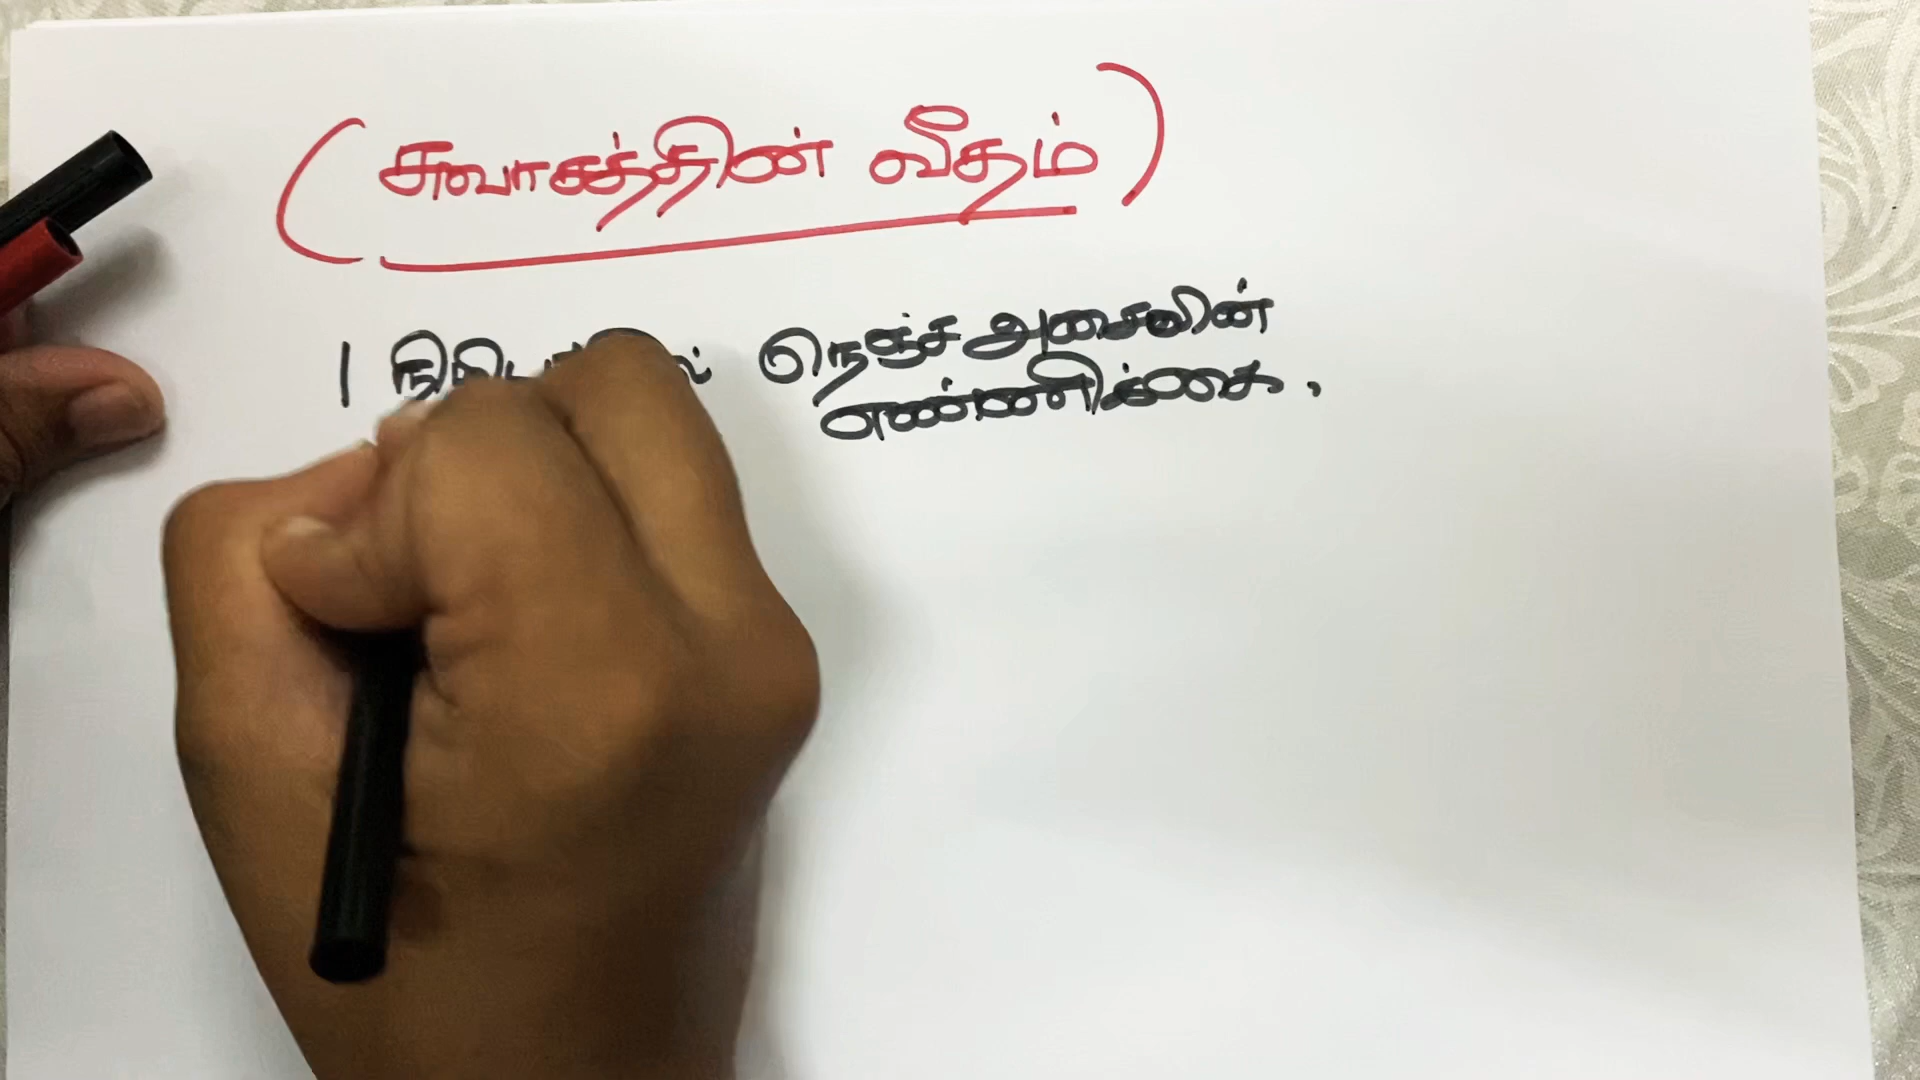 (சுவாசத்தின் வீதம்)
1 நெஞ்சு அசைவின்
எண்ணிக்கை.